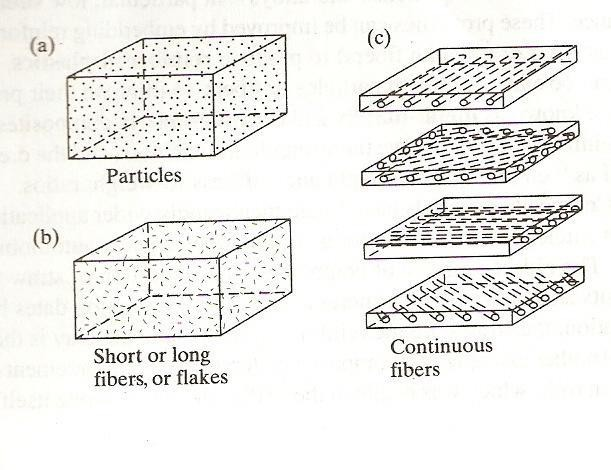 (a)
Particles
(b)
Short or long
fibers, or flakes
(c)
Continuous
fibers